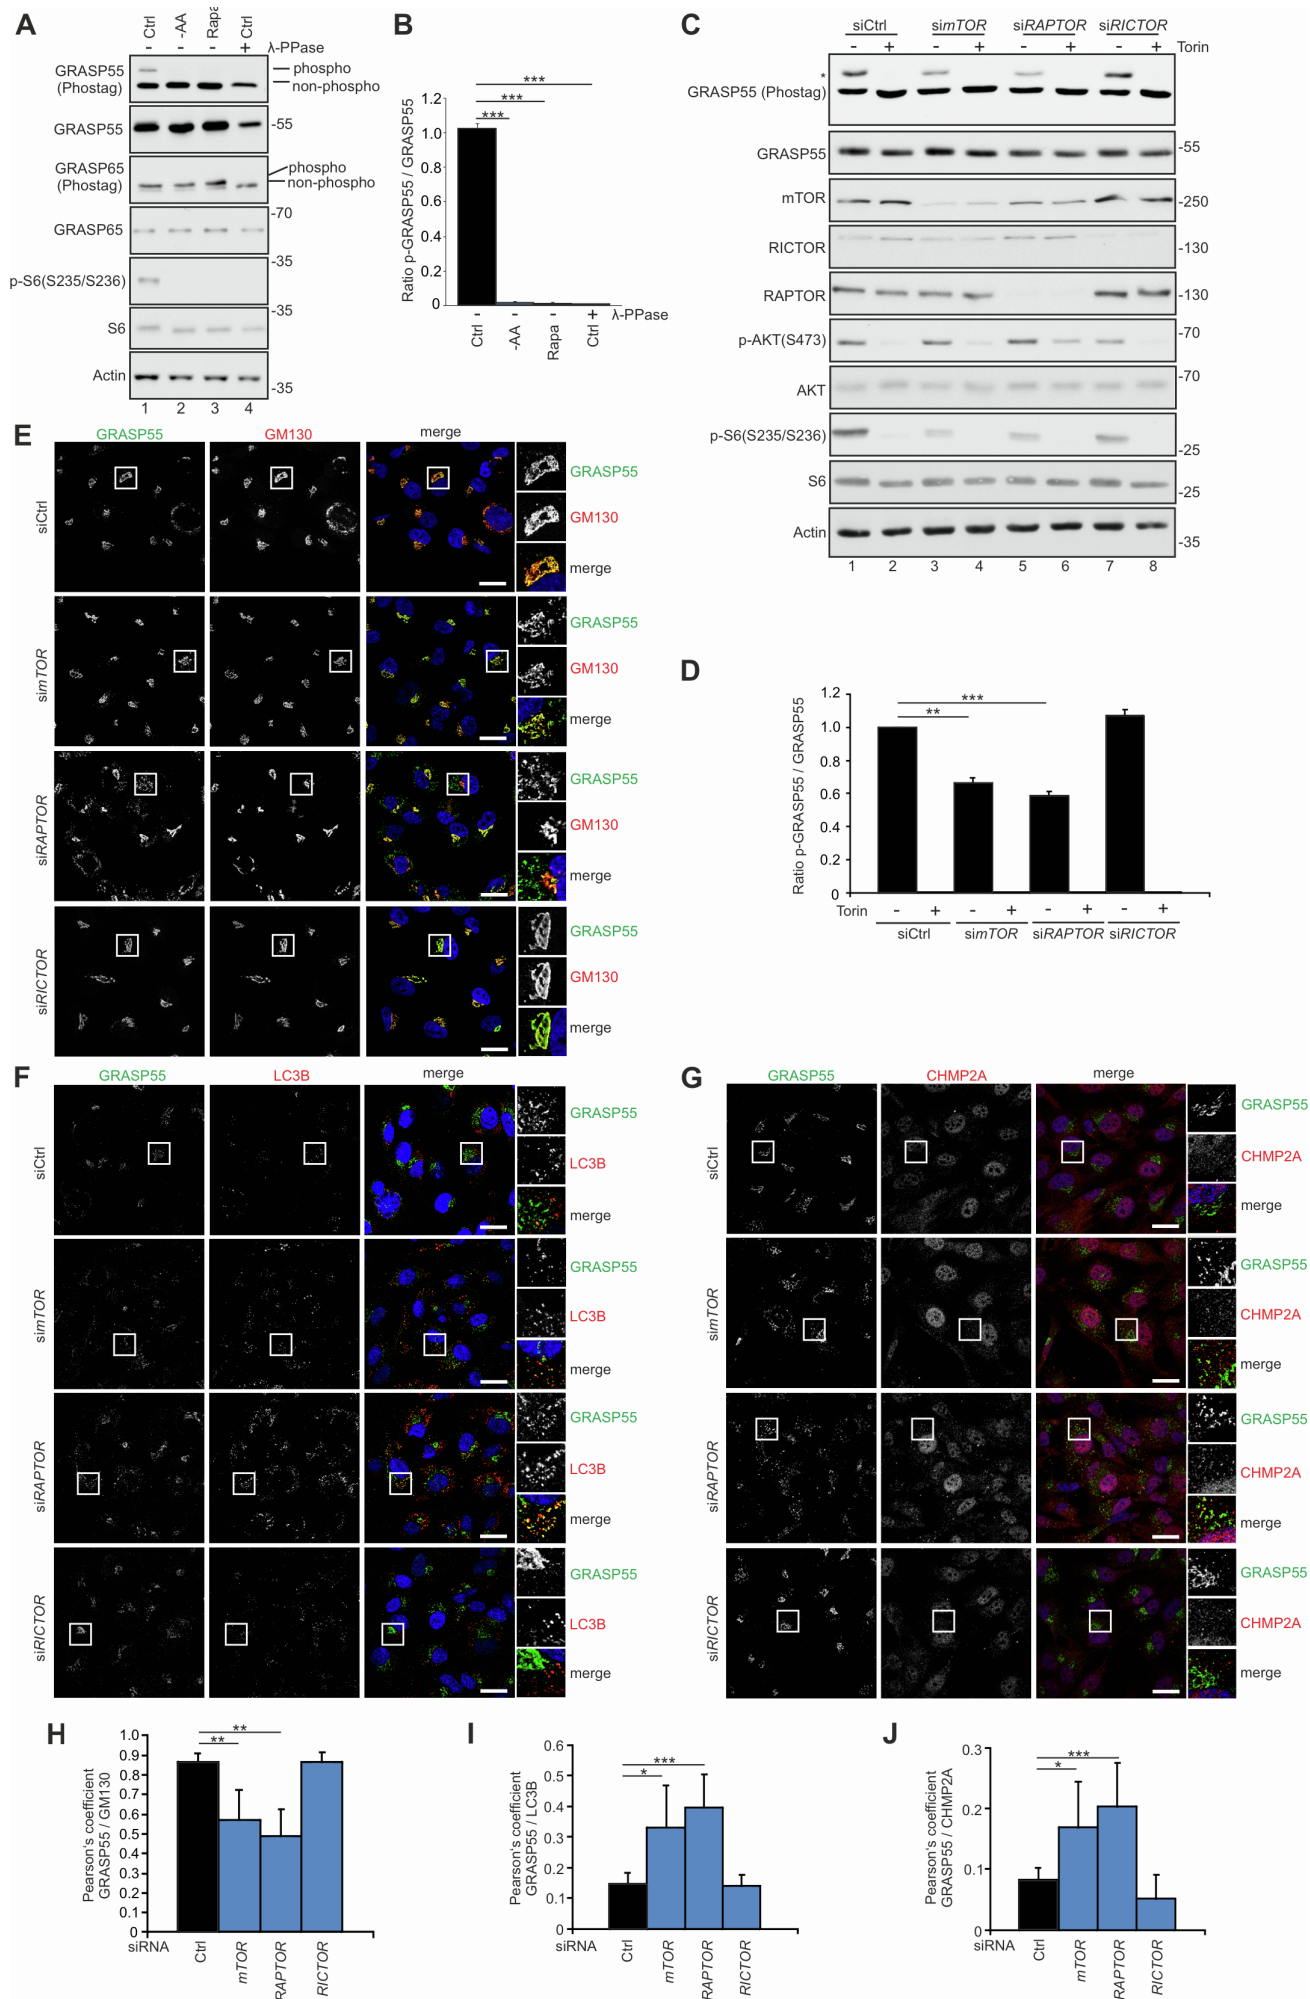 A
Ctrl
-AA
Rapa
Ctrl
- - - + λ-PPase
GRASP55
(Phostag)
phospho
non-phospho
GRASP55
-55
GRASP65
(Phostag)
phospho
non-phospho
-70
GRASP65
-35
p-S6(S235/S236)
-35
S6
Actin
-35
1 2 3 4
B
***
***
***
Ratio p-GRASP55 / GRASP55
1.2
1.0
0.8
0.6
0.4
0.2
0
- - - + λ-PPase
Ctrl
-AA
Rapa
Ctrl
C
siCtrl simTOR siRAPTOR siRICTOR
- + - + - + - + Torin
*
GRASP55 (Phostag)
GRASP55
-55
mTOR
-250
RICTOR
-130
RAPTOR
-130
p-AKT(S473)
-70
AKT
-70
p-S6(S235/S236)
-25
S6
-25
Actin
-35
1 2 3 4 5 6 7 8
D
Ratio p-GRASP55 / GRASP55
1.2
1.0
0.8
0.6
0.4
0.2
0
***
**
Torin - + - + - + - +
siCtrl simTOR siRAPTOR siRICTOR
E
GRASP55 GM130 merge
siCtrl
GRASP55
GM130
merge
simTOR
GRASP55
GM130
merge
siRAPTOR
GRASP55
GM130
merge
siRICTOR
GRASP55
GM130
merge
F
GRASP55 LC3B merge
siCtrl
GRASP55
LC3B
merge
simTOR
GRASP55
LC3B
merge
siRAPTOR
GRASP55
LC3B
merge
siRICTOR
GRASP55
LC3B
merge
G
GRASP55 CHMP2A merge
siCtrl
GRASP55
CHMP2A
merge
simTOR
GRASP55
CHMP2A
merge
siRAPTOR
GRASP55
CHMP2A
merge
siRICTOR
GRASP55
CHMP2A
merge
H
Pearson's coefficient
GRASP55 / GM130
1.0
0.9
0.8
0.7
0.6
0.5
0.4
0.3
0.2
0.1
0
**
**
siRNA
Ctrl
mTOR
RAPTOR
RICTOR
I
Pearson's coefficient
GRASP55 / LC3B
0.6
0.5
0.4
0.3
0.2
0.1
0
***
*
siRNA
Ctrl
mTOR
RAPTOR
RICTOR
J
Pearson's coefficient
GRASP55 / CHMP2A
0.3
0.2
0.1
0
***
*
siRNA
Ctrl
mTOR
RAPTOR
RICTOR